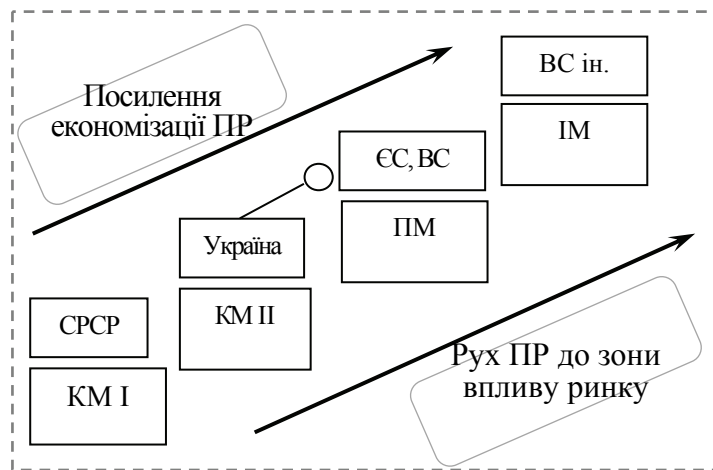 Посилення
економізації ПР
ВС ін.
ІМ
ЄС, ВС
ПМ
Україна
КМ ІІ
СРСР
КМ І
Рух ПР до зони
впливу ринку